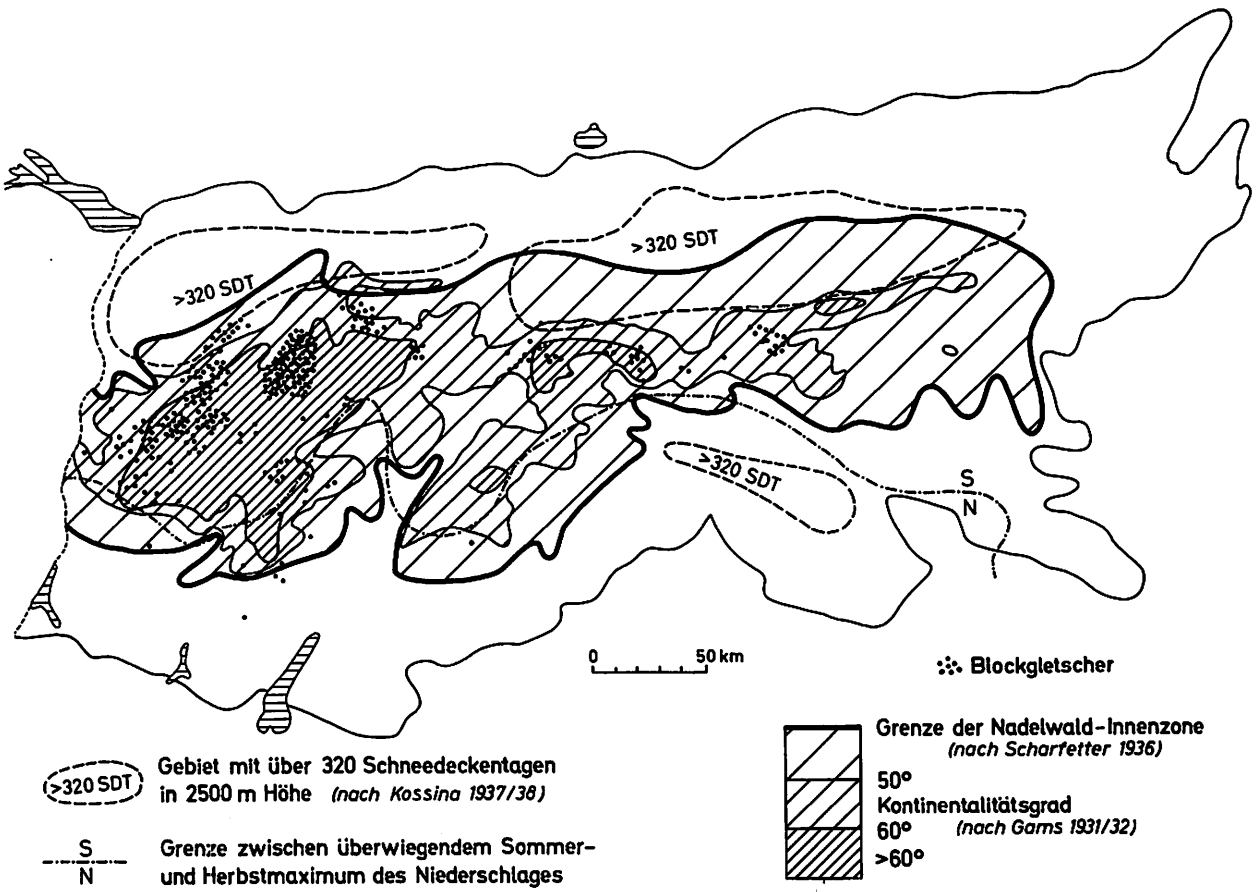 >320 SDT
>320 SDT
>320 SDT
S
N
0 50 km
Blockgletscher
Grenze der Nadelwald-Innenzone
(nach Scharfetter 1936)
50°
Kontinentalitätsgrad
60° (nach Gams 1931/32)
>60°
>320 SDT Gebiet mit über 320 Schneedeckentagen
in 2500 m Höhe (nach Kossina 1937/38)
S
N
Grenze zwischen überwiegendem Sommer-
und Herbstmaximum des Niederschlages